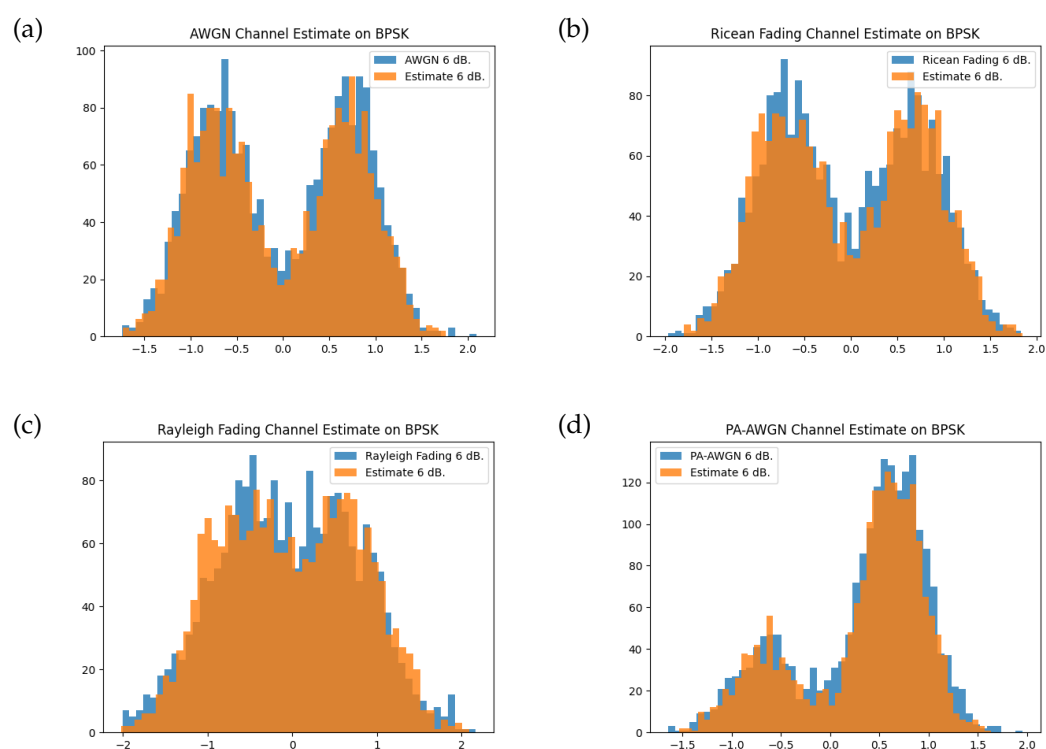 (a)
AWGN Channel Estimate on BPSK
AWGN 6 dB.
Estimate 6 dB.
100
80
60
40
20
0
−1.5 −1.0 −0.5 0.0 0.5 1.0 1.5 2.0
(b)
Ricean Fading Channel Estimate on BPSK
Ricean Fading 6 dB.
Estimate 6 dB.
80
60
40
20
0
−2.0 −1.5 −1.0 −0.5 0.0 0.5 1.0 1.5 2.0
(c)
Rayleigh Fading Channel Estimate on BPSK
Rayleigh Fading 6 dB.
Estimate 6 dB.
80
60
40
20
0
−2 −1 0 1 2
(d)
PA-AWGN Channel Estimate on BPSK
PA-AWGN 6 dB.
Estimate 6 dB.
120
100
80
60
40
20
0
−1.5 −1.0 −0.5 0.0 0.5 1.0 1.5 2.0